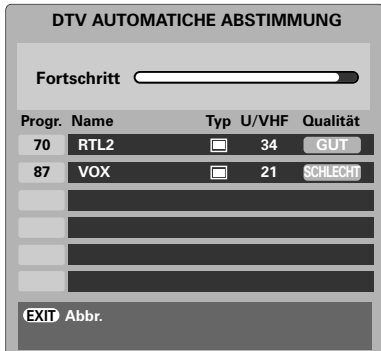 DTV AUTOMATICHE ABSTIMMUNG
Fortschritt
Progr. Name Typ U/VHF Qualität
70 RTL2 34 GUT
87 VOX 21 SCHLECHT
EXIT Abbr.